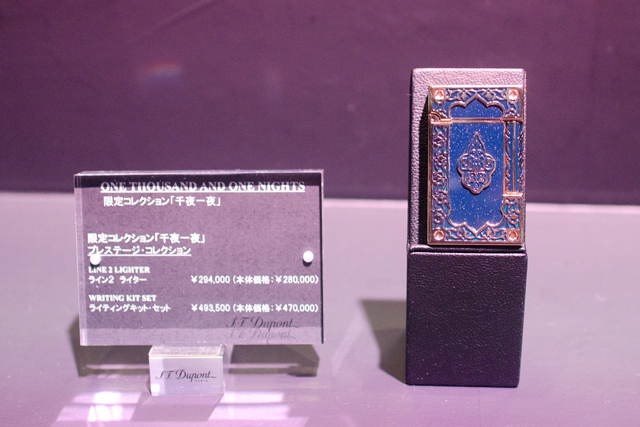 ONE THOUSAND AND ONE NIGHTS
限定コレクション「千夜一夜」
限定コレクション「千夜一夜」
プレステージ・コレクション
LINE 2 LIGHTER
ライン2 ライター ¥294,000 (本体価格:¥280,000)
WRITING KIT SET
ライティングキット・セット ¥493,500 (本体価格:¥470,000)
S.T. Dupont
S.T. Dupont
PARIS